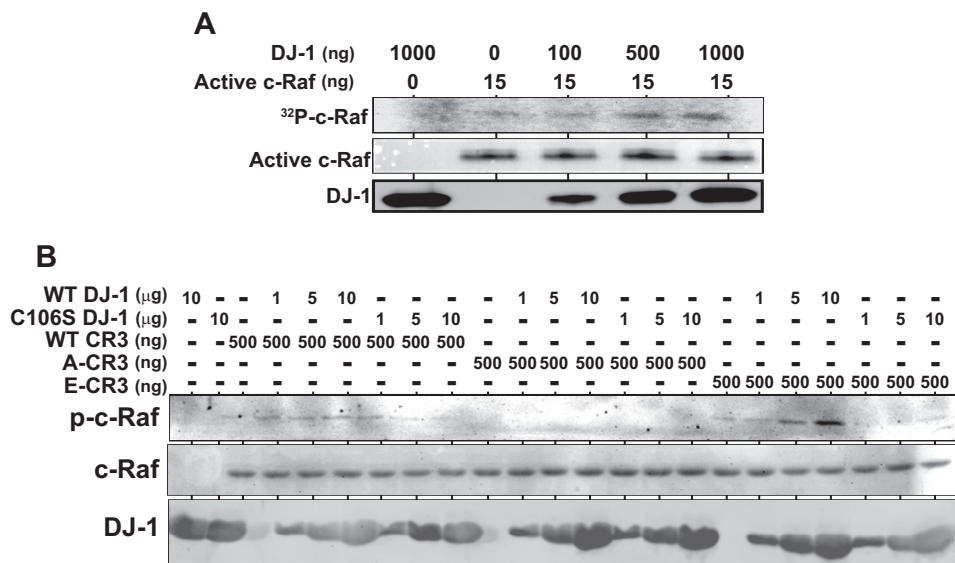 A
DJ-1 (ng) 1000 0 100 500 1000
Active c-Raf (ng) 0 15 15 15 15
³²P-c-Raf
Active c-Raf
DJ-1
B
WT DJ-1 (μg) 10 - - 1 5 10 - - - - 1 5 10 - - - - 1 5 10 - - -
C106S DJ-1 (μg) - 10 - - - - 1 5 10 - - - - 1 5 10 - - - - 1 5 10
WT CR3 (ng) - - 500 500 500 500 500 500 500 - - - - - - - - - - - - - -
A-CR3 (ng) - - - - - - - - - 500 500 500 500 500 500 500 - - - - - - -
E-CR3 (ng) - - - - - - - - - - - - - - - - 500 500 500 500 500 500 500
p-c-Raf
c-Raf
DJ-1